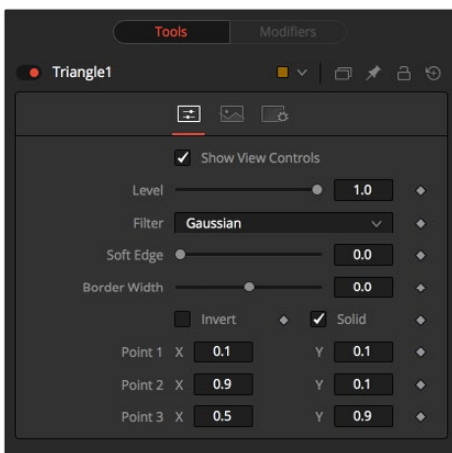 Tools Modifiers
Triangle1
Show View Controls
Level 1.0
Filter Gaussian
Soft Edge 0.0
Border Width 0.0
Invert Solid
Point 1 X 0.1 Y 0.1
Point 2 X 0.9 Y 0.1
Point 3 X 0.5 Y 0.9